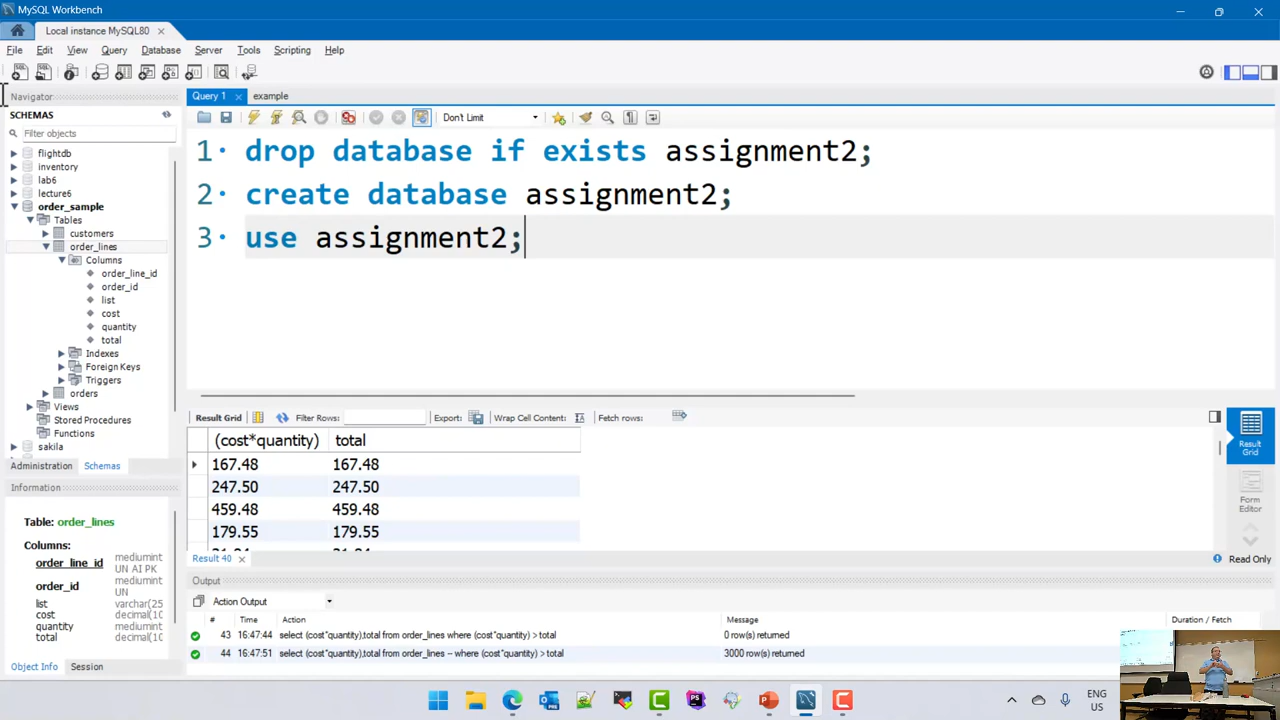 MySQL Workbench
Local instance MySQL80
File Edit View Query Database Server Tools Scripting Help
Navigator
SCHEMAS
Filter objects
flightdb
inventory
lab6
lecture6
order_sample
Tables
customers
order_lines
Columns
order_line_id
order_id
list
cost
quantity
total
Indexes
Foreign Keys
Triggers
orders
Views
Stored Procedures
Functions
sakila
Administration Schemas
Information
Table: order_lines
Columns:
order_line_id mediumint UN AI PK
order_id mediumint UN
list varchar(25
cost decimal(10
quantity mediumint
total decimal(10
Object Info Session
Query 1 example
Don't Limit
1 drop database if exists assignment2;
2 create database assignment2;
3 use assignment2;
Result Grid Filter Rows: Export: Wrap Cell Content: Fetch rows:
(cost*quantity) total
167.48 167.48
247.50 247.50
459.48 459.48
179.55 179.55
Result 40
Result Grid
Form Editor
Read Only
Output
Action Output
# Time Action Message Duration / Fetch
43 16:47:44 select (cost*quantity),total from order_lines where (cost*quantity) > total 0 row(s) returned
44 16:47:51 select (cost*quantity),total from order_lines -- where (cost*quantity) > total 3000 row(s) returned
ENG
US